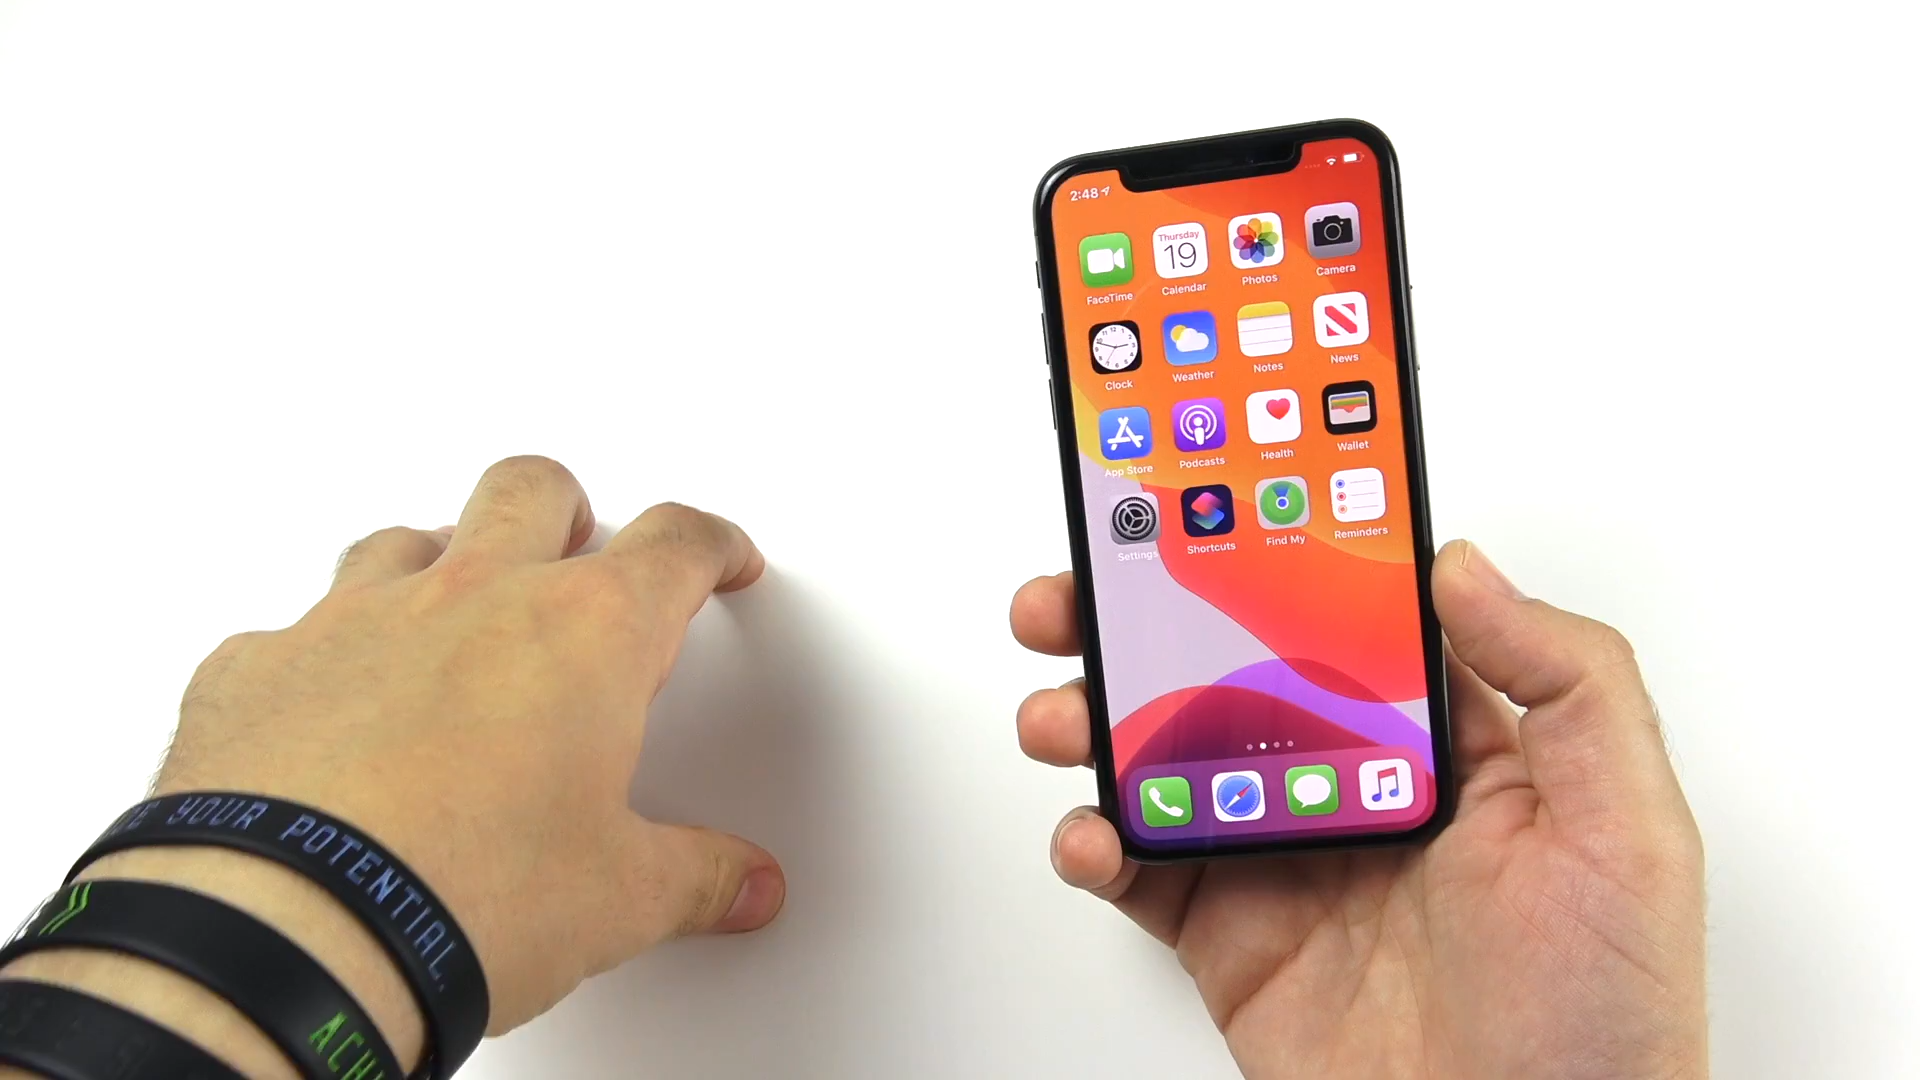 2:48
FaceTime
Thursday
19
Calendar
Photos
Camera
Clock
Weather
Notes
News
App Store
Podcasts
Health
Wallet
Settings
Shortcuts
Find My
Reminders
YOUR POTENTIAL.